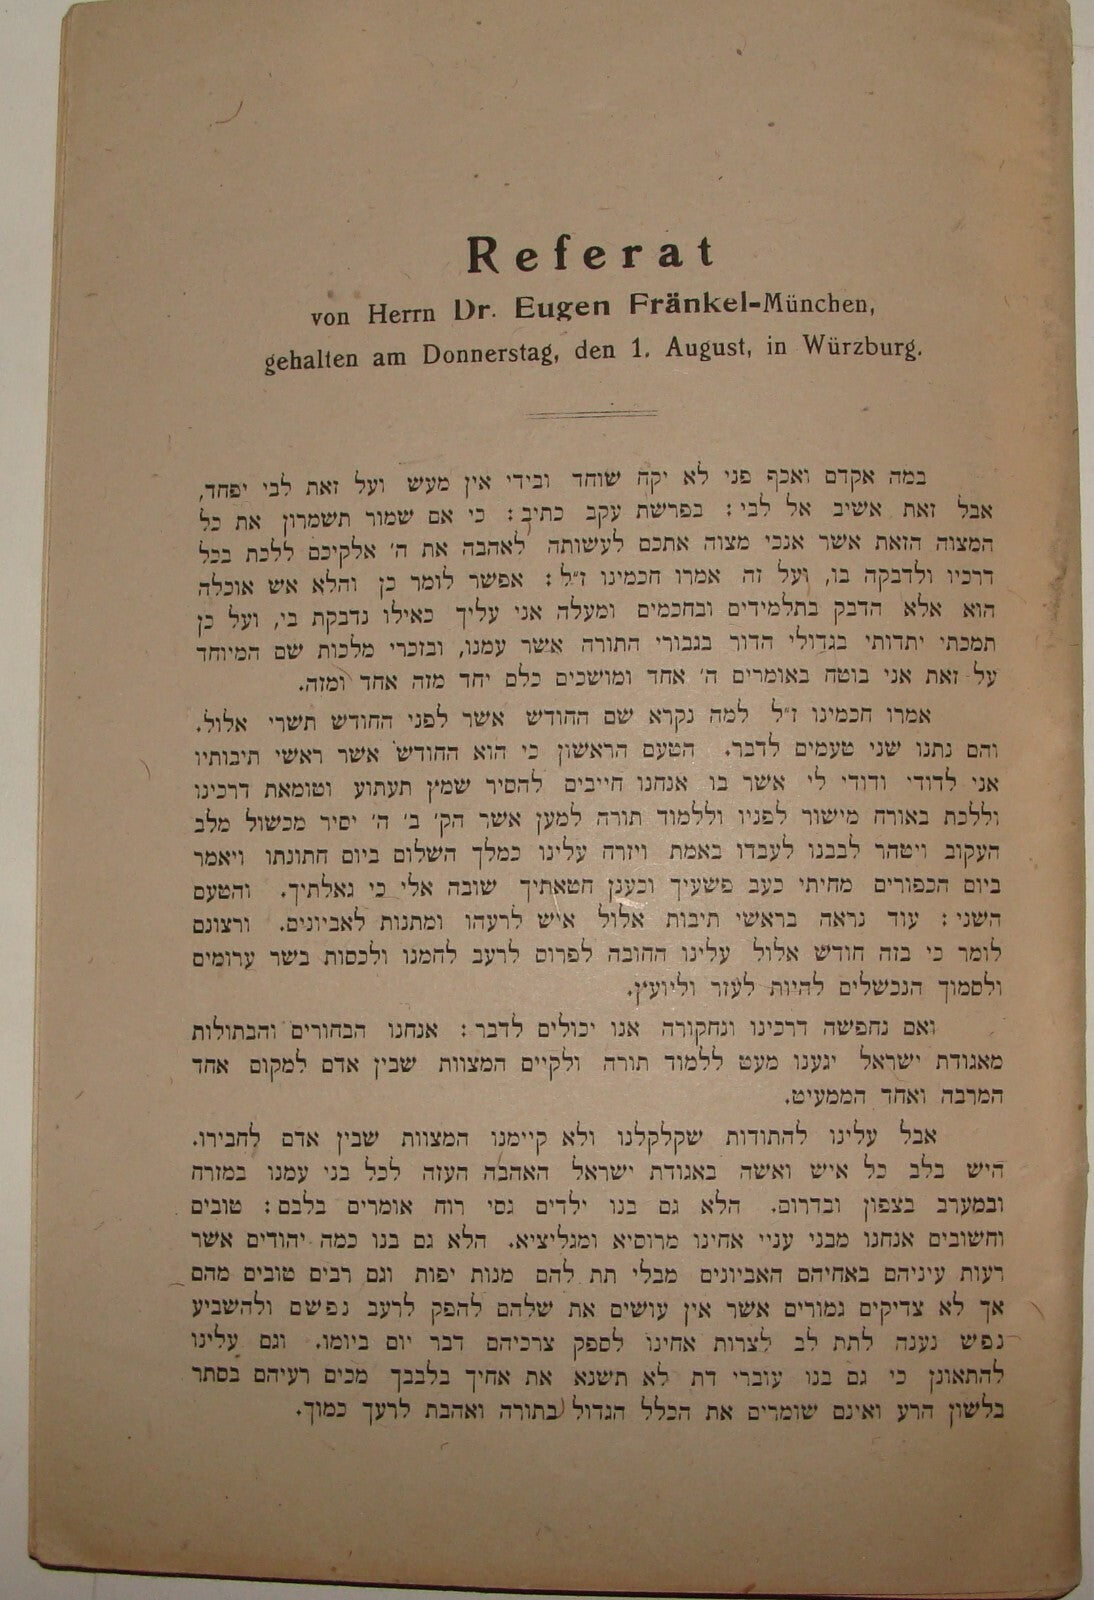 Referat
von Herrn Dr. Eugen Fränkel-München,
gehalten am Donnerstag, den 1. August, in Würzburg.
במה אקדם ואכף פני לא יקח שוחד ובידי אין מעש ועל זאת לבי יפחד,
אבל זאת אשיב אל לבי: בפרשת עקב כתיב: כי אם שמור תשמרון את כל
המצוה הזאת אשר אנכי מצוה אתכם לעשותה לאהבה את ה' אלקיכם ללכת בכל
דרכיו ולדבקה בו, ועל זה אמרו חכמינו ז״ל: אפשר לומר כן והלא אש אוכלה
הוא אלא הדבק בתלמידים ובחכמים ומעלה אני עליך כאילו נדבקת בי, ועל כן
תמכתי יתדותי בגדולי הדור בגבורי התורה אשר עמנו, ובזכרי מלכות שם המיוחד
על זאת אני בוטח באומרים ה' אחד ומושכים כלם יחד מזה אחד ומזה.
אמרו חכמינו ז״ל למה נקרא שם החודש אשר לפני החודש תשרי אלול.
והם נתנו שני טעמים לדבר. הטעם הראשון כי הוא החודש אשר ראשי תיבותיו
אני לדודי ודודי לי אשר בו אנחנו חייבים להסיר שמץ תעתוע וטומאת דרכינו
וללכת באורח מישור לפניו וללמוד תורה למען אשר הק' ב' ה' יסיר מכשול מלב
העקוב ויטהר לבבנו לעבדו באמת ויזרה עלינו כמלך השלום ביום חתונתו ויאמר
ביום הכפורים מחיתי כעב פשעיך וכענן חטאתיך שובה אלי כי גאלתיך. והטעם
השני: עוד נראה בראשי תיבות אלול איש לרעהו ומתנות לאביונים. ורצונם
לומר כי בזה חודש אלול עלינו החובה לפרום לרעב לחמנו ולכסות בשר ערומים
ולסמוך הנכשלים להיות לעזר וליועץ.
ואם נחפשה דרכינו ונחקורה אנו יכולים לדבר: אנחנו הבחורים והבתולות
מאגודת ישראל יגענו מעט ללמוד תורה ולקיים המצוות שבין אדם למקום אחד
המרבה ואחד הממעיט.
אבל עלינו להתודות שקלקלנו ולא קיימנו המצוות שבין אדם לחבירו.
היש בלב כל איש ואשה באגודת ישראל האהבה העזה לכל בני עמנו במזרח
ובמערב בצפון ובדרום. הלא גם בנו ילדים גסי רוח אומרים בלבם: טובים
וחשובים אנחנו מבני עניי אחינו מרוסיא ומגליציא. הלא גם בנו כמה יהודים אשר
רעות עיניהם באחיהם האביונים מבלי תת להם מנות יפות וגם רבים טובים מהם
אך לא צדיקים גמורים אשר אין עושים את שלהם להפק לרעב נפשם ולהשביע
נפש נענה לתת לב לצרות אחינו לספק צרכיהם דבר יום ביומו. וגם עלינו
להתאונן כי גם בנו עוברי דת לא תשנא את אחיך בלבבך מכים רעיהם בסתר
בלשון הרע ואינם שומרים את הכלל הגדול בתורה ואהבת לרעך כמוך.